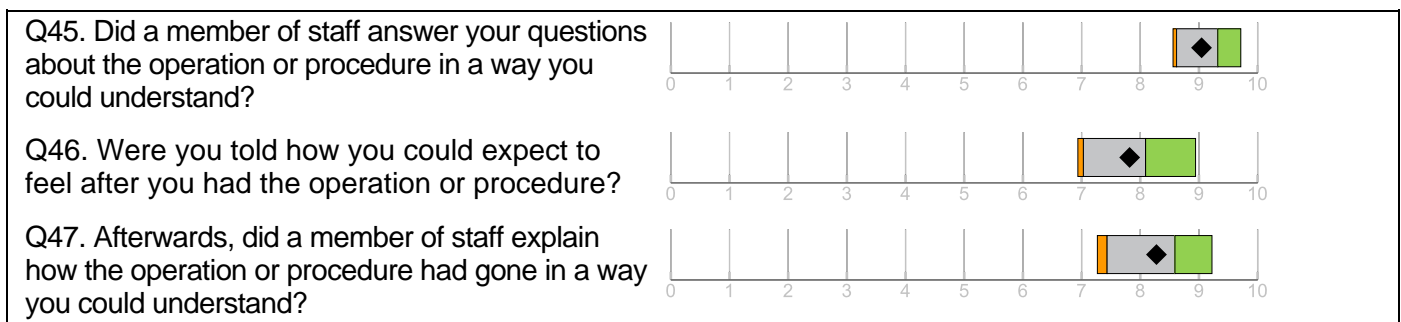 Q45. Did a member of staff answer your questions
about the operation or procedure in a way you
could understand?
0 1 2 3 4 5 6 7 8 9 10
Q46. Were you told how you could expect to
feel after you had the operation or procedure?
0 1 2 3 4 5 6 7 8 9 10
Q47. Afterwards, did a member of staff explain
how the operation or procedure had gone in a way
you could understand?
0 1 2 3 4 5 6 7 8 9 10